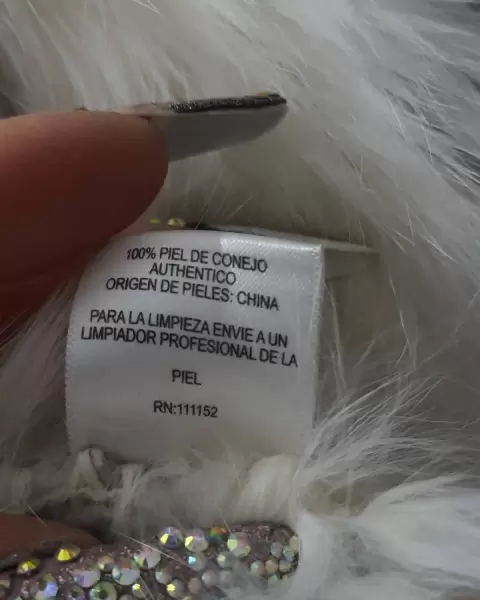 100% PIEL DE CONEJO
AUTHENTICO
ORIGEN DE PIELES: CHINA
PARA LA LIMPIEZA ENVIE A UN
LIMPIADOR PROFESIONAL DE LA
PIEL
RN:111152